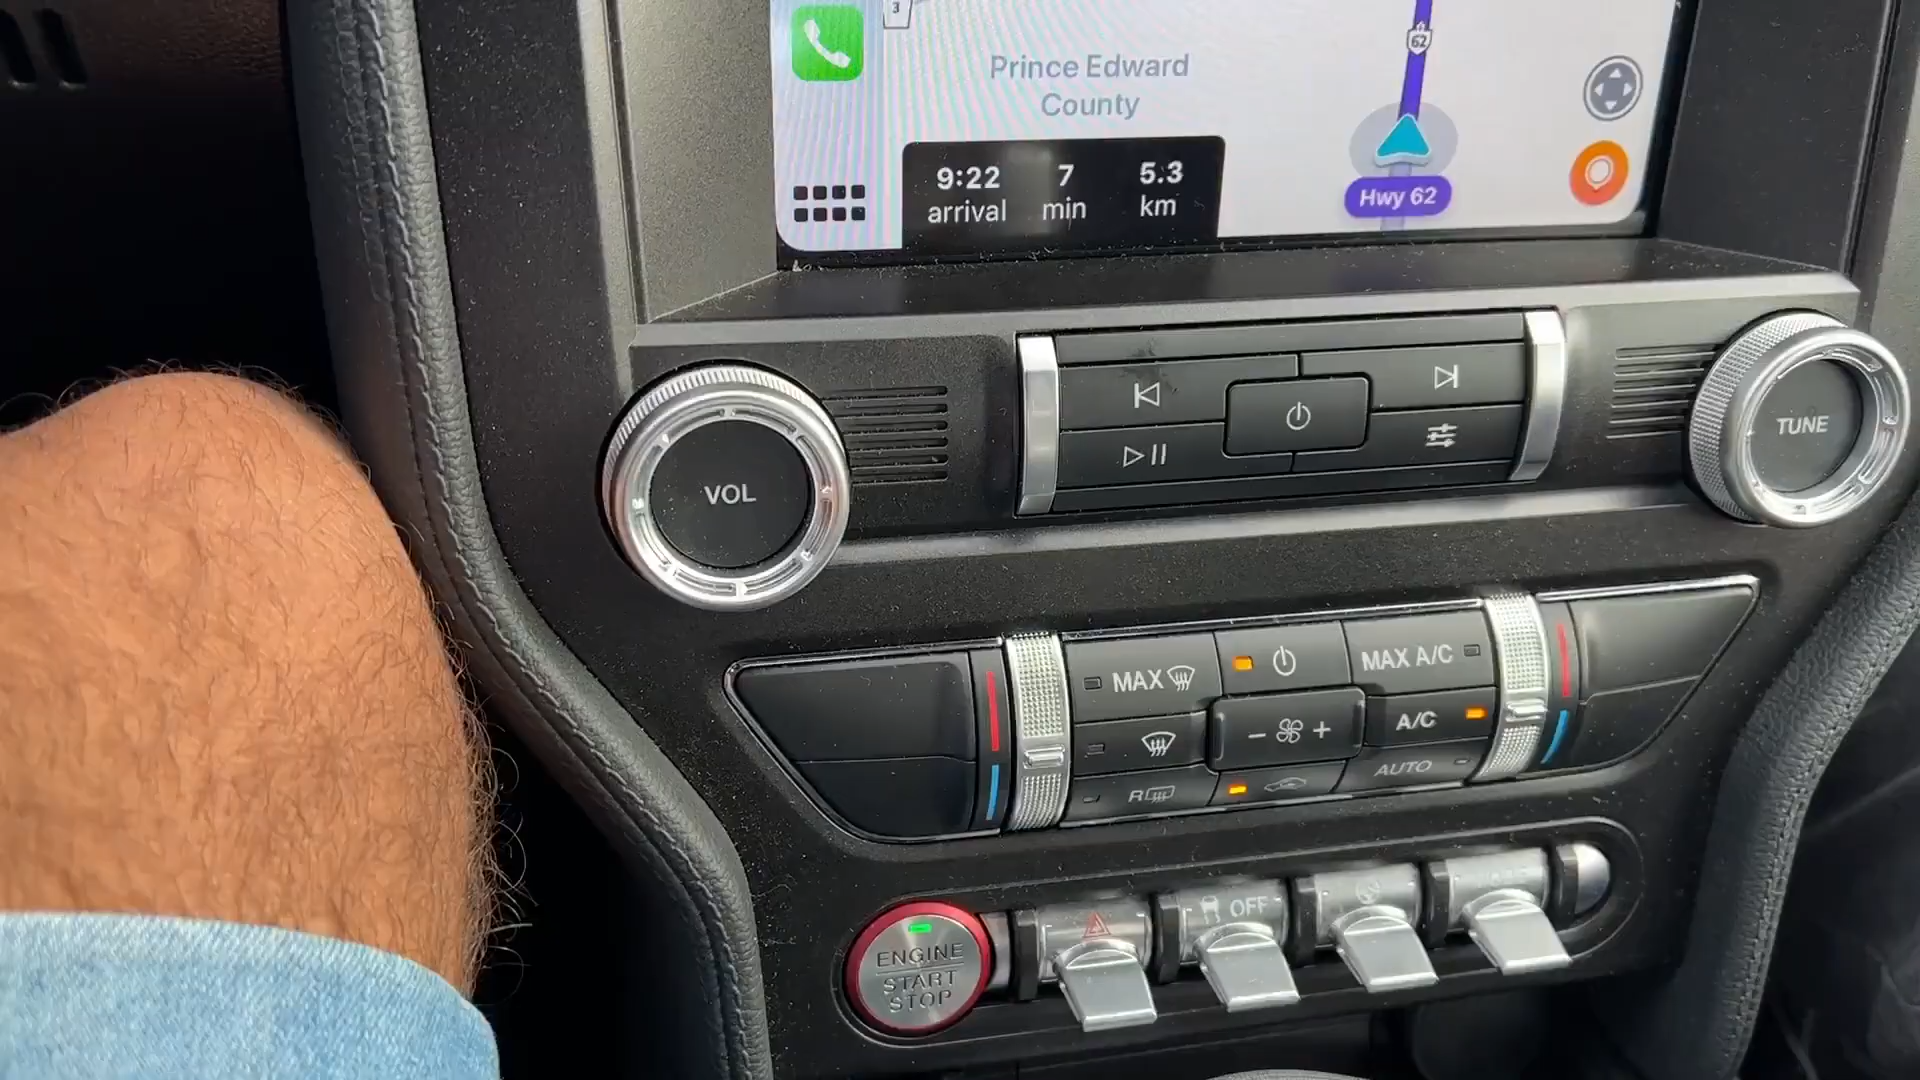 3
62
Prince Edward
County
9:22 7 5.3
arrival min km
Hwy 62
VOL
TUNE
MAX
MAX A/C
- +
A/C
R
AUTO
ENGINE
START
STOP
OFF